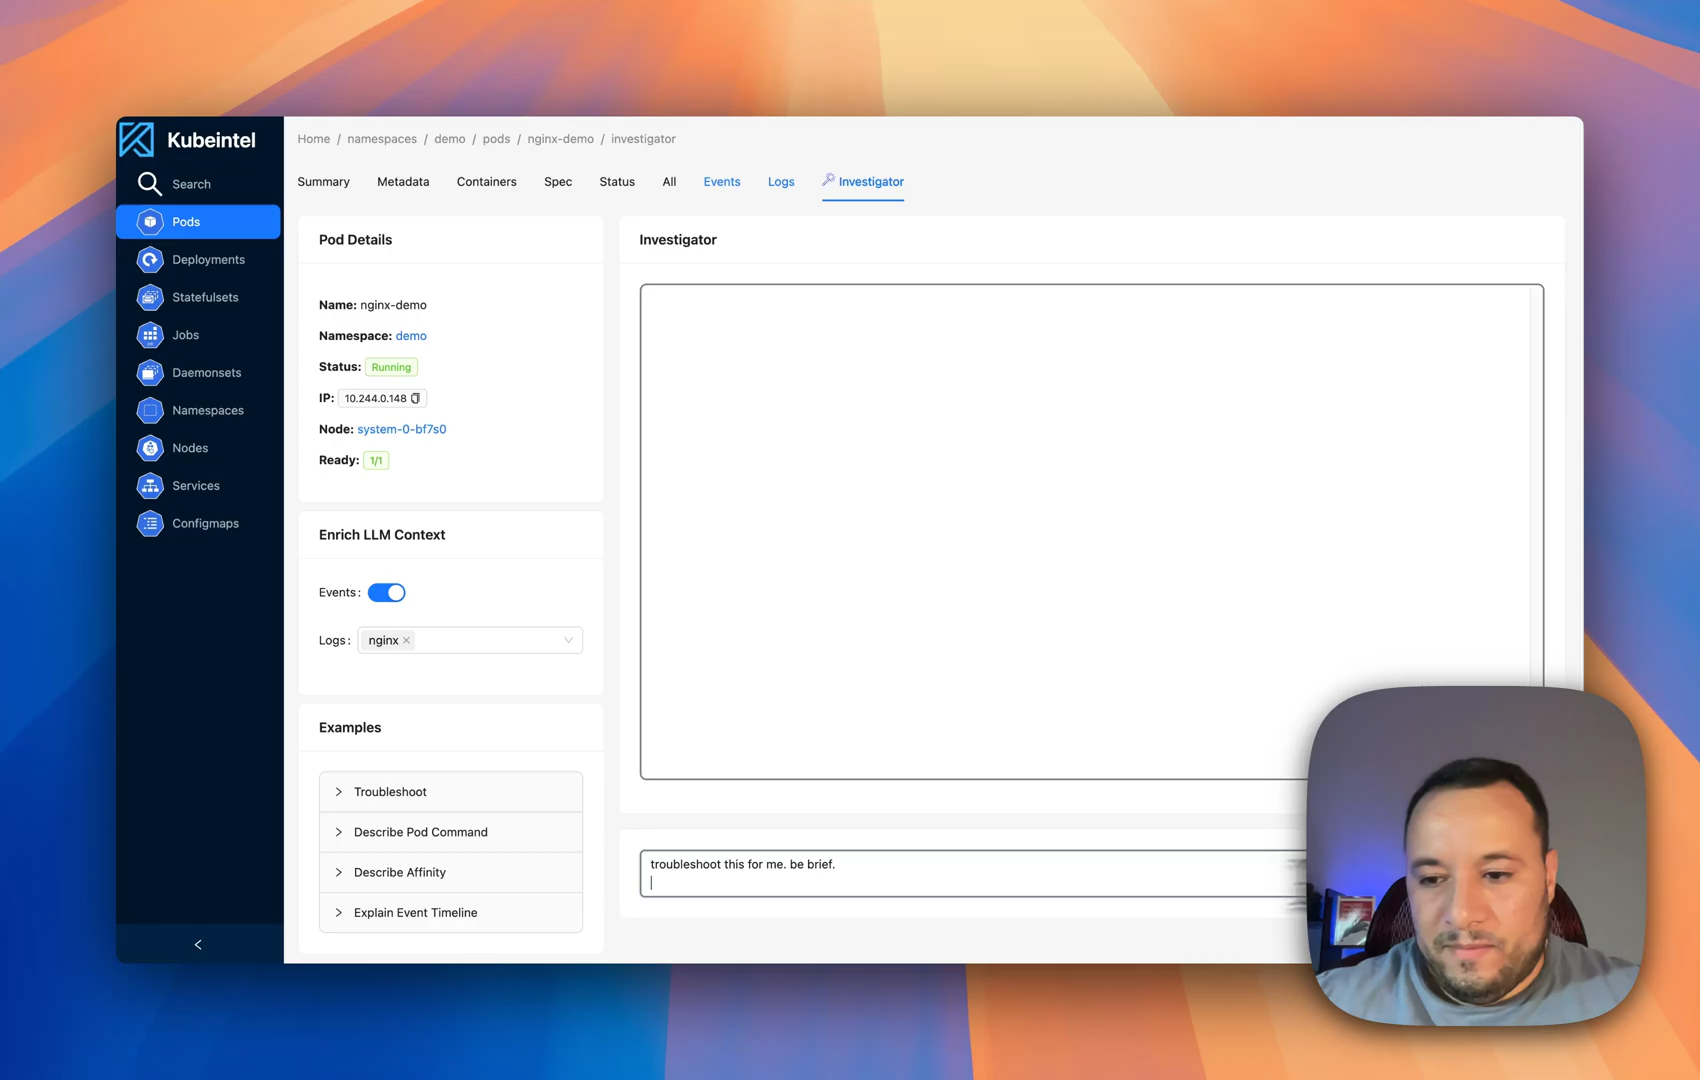 Kubeintel
Search
Pods
Deployments
Statefulsets
Jobs
Daemonsets
Namespaces
Nodes
Services
Configmaps
Home / namespaces / demo / pods / nginx-demo / investigator
Summary Metadata Containers Spec Status All Events Logs Investigator
Pod Details
Name: nginx-demo
Namespace: demo
Status: Running
IP: 10.244.0.148
Node: system-0-bf7s0
Ready: 1/1
Enrich LLM Context
Events:
Logs: nginx
Examples
Troubleshoot
Describe Pod Command
Describe Affinity
Explain Event Timeline
Investigator
troubleshoot this for me. be brief.